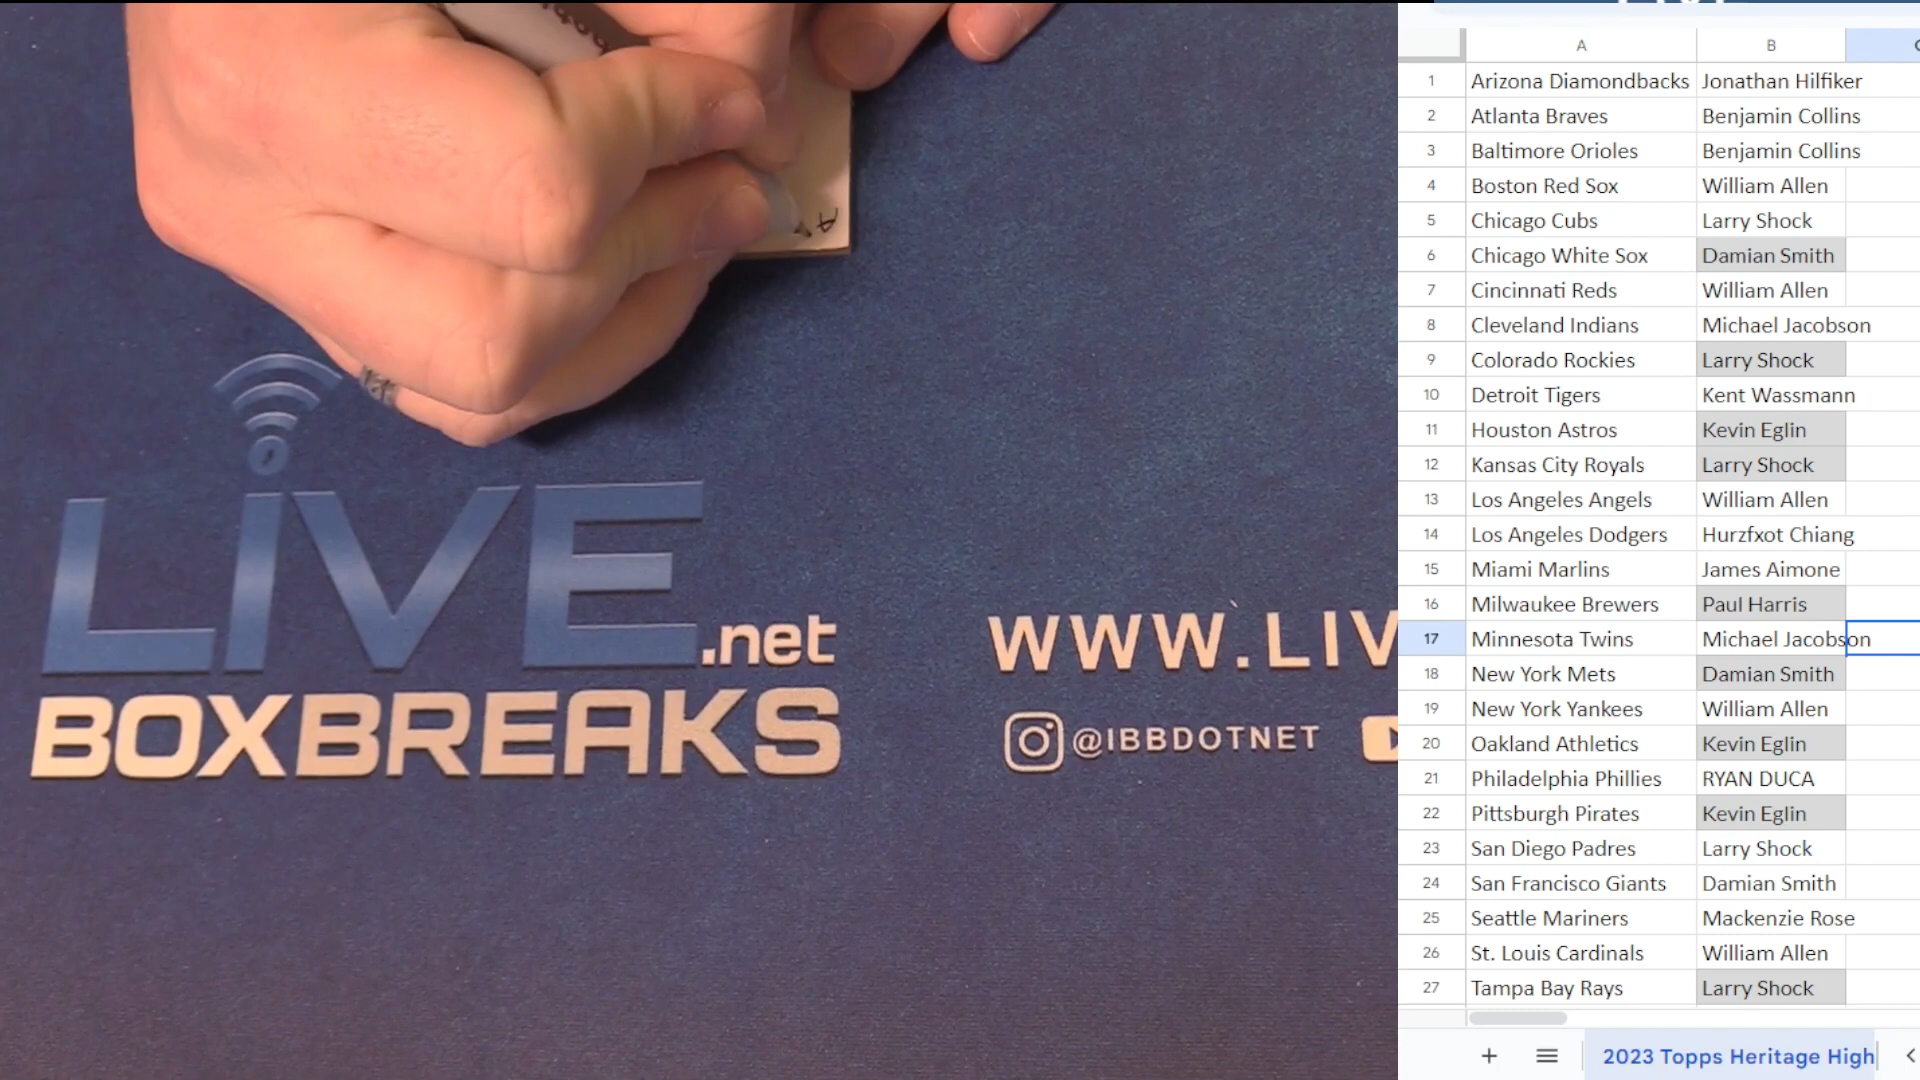 LIVE.net
BOXBREAKS
WWW.LIV
@IBBDOTNET
A B
1 Arizona Diamondbacks Jonathan Hilfiker
2 Atlanta Braves Benjamin Collins
3 Baltimore Orioles Benjamin Collins
4 Boston Red Sox William Allen
5 Chicago Cubs Larry Shock
6 Chicago White Sox Damian Smith
7 Cincinnati Reds William Allen
8 Cleveland Indians Michael Jacobson
9 Colorado Rockies Larry Shock
10 Detroit Tigers Kent Wassmann
11 Houston Astros Kevin Eglin
12 Kansas City Royals Larry Shock
13 Los Angeles Angels William Allen
14 Los Angeles Dodgers Hurzfxot Chiang
15 Miami Marlins James Aimone
16 Milwaukee Brewers Paul Harris
17 Minnesota Twins Michael Jacobson
18 New York Mets Damian Smith
19 New York Yankees William Allen
20 Oakland Athletics Kevin Eglin
21 Philadelphia Phillies RYAN DUCA
22 Pittsburgh Pirates Kevin Eglin
23 San Diego Padres Larry Shock
24 San Francisco Giants Damian Smith
25 Seattle Mariners Mackenzie Rose
26 St. Louis Cardinals William Allen
27 Tampa Bay Rays Larry Shock
2023 Topps Heritage High